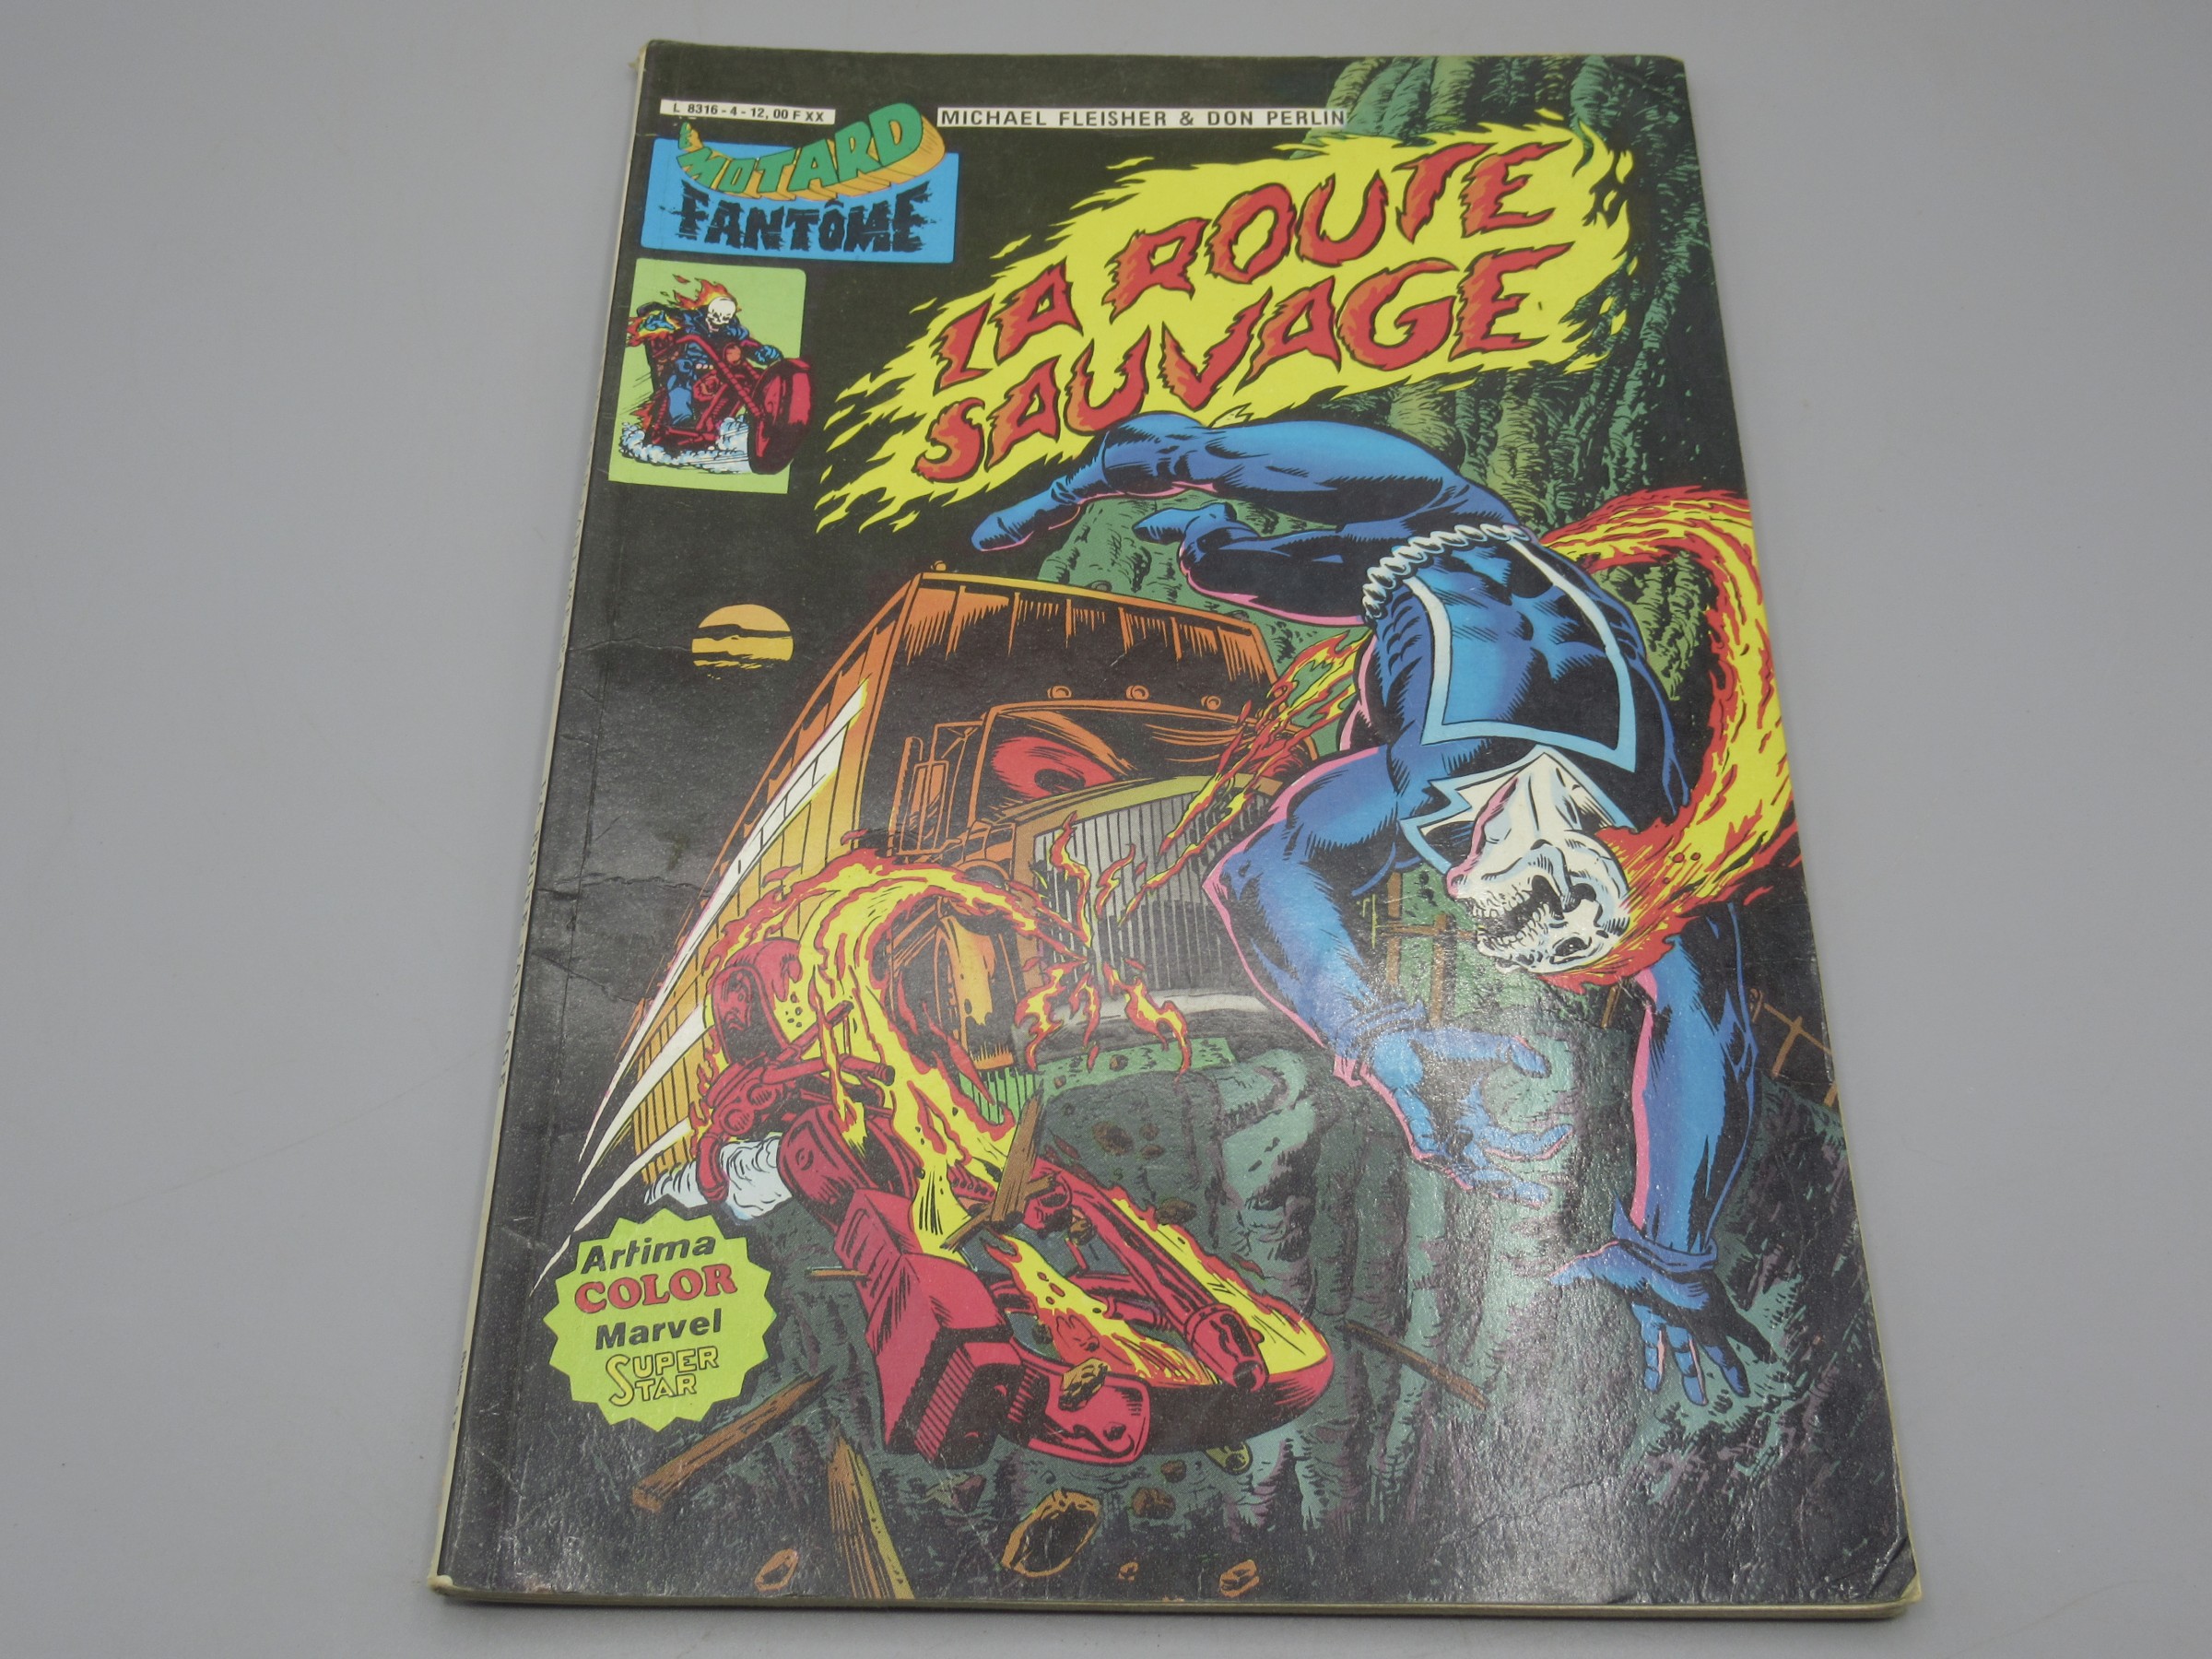 L 8316 - 4 - 12,00 F XX
MICHAEL FLEISHER & DON PERLIN
MOTARD
FANTÔME
LA ROUTE
SAUVAGE
Artima
COLOR
Marvel
SUPER
STAR